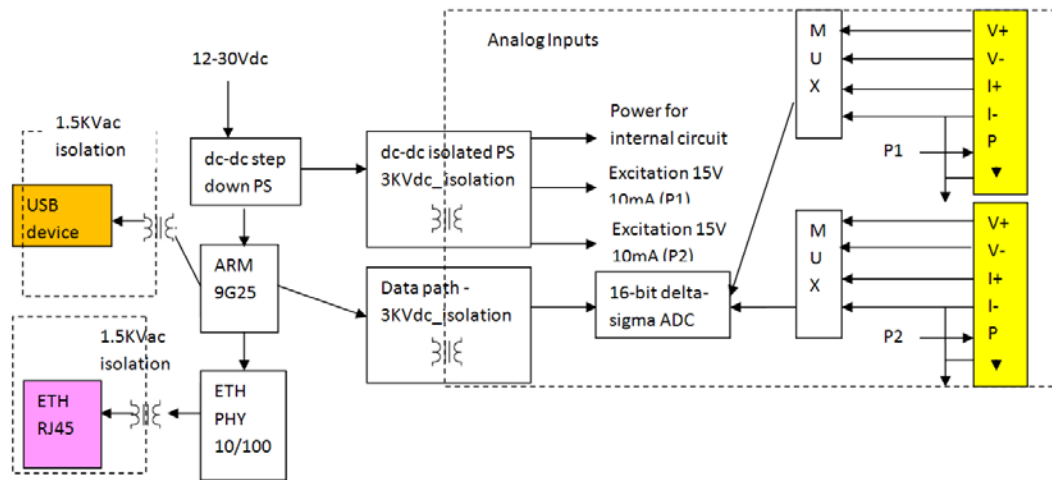 Analog Inputs
12-30Vdc
1.5KVac
isolation
USB
device
dc-dc step
down PS
ARM
9G25
1.5KVac
isolation
ETH
RJ45
ETH
PHY
10/100
dc-dc isolated PS
3KVdc_isolation
Data path -
3KVdc_isolation
Power for
internal circuit
Excitation 15V
10mA (P1)
Excitation 15V
10mA (P2)
16-bit delta-
sigma ADC
M
U
X
V+
V-
I+
I-
P
P1
M
U
X
V+
V-
I+
I-
P
P2